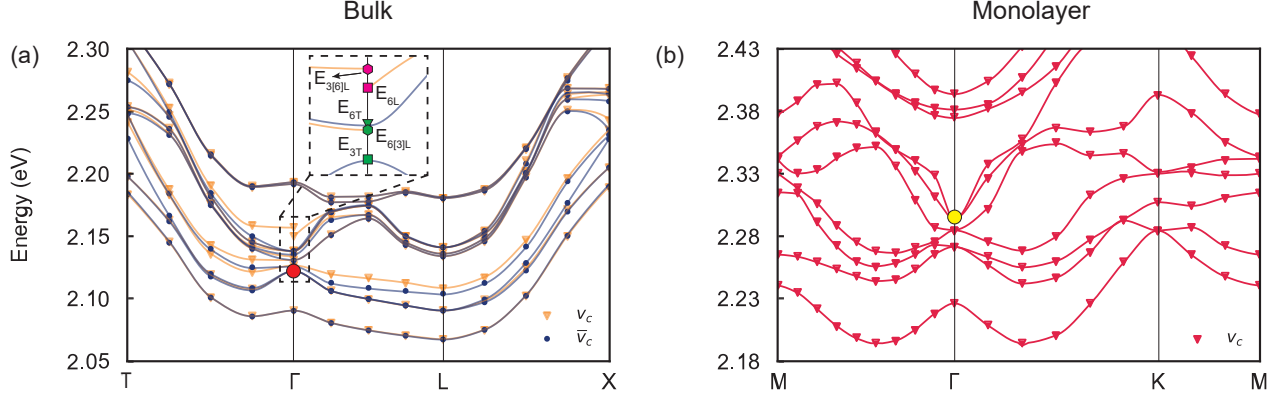 Bulk
Monolayer
(a)
(b)
2.30
2.25
2.20
2.15
2.10
2.05
Energy (eV)
E3[6]L
E6L
E6T
E6[3]L
E3T
vc
v̅c
T
Γ
L
X
2.43
2.38
2.33
2.28
2.23
2.18
vc
M
Γ
K
M